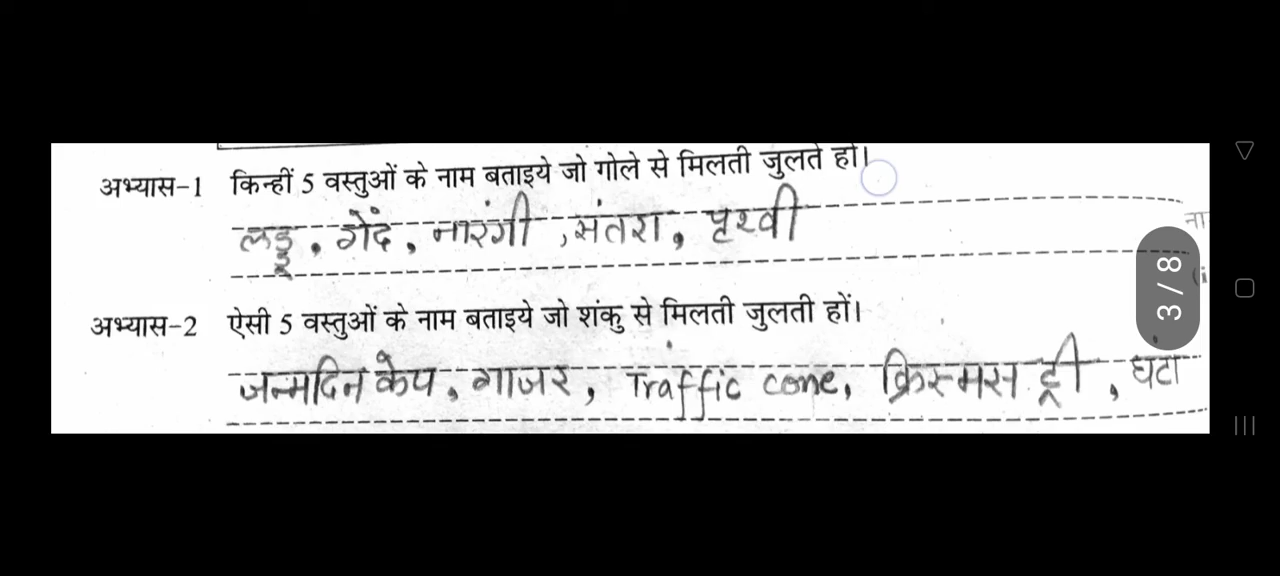 अभ्यास-1 किन्हीं 5 वस्तुओं के नाम बताइये जो गोले से मिलती जुलते हो।
लड्डू, गेंद, नारंगी, संतरा, पृथ्वी
ना
3 / 8
(i
अभ्यास-2 ऐसी 5 वस्तुओं के नाम बताइये जो शंकु से मिलती जुलती हों।
जन्मदिन केप, गाजर, Traffic cone, क्रिस्मस ट्री, घंटा